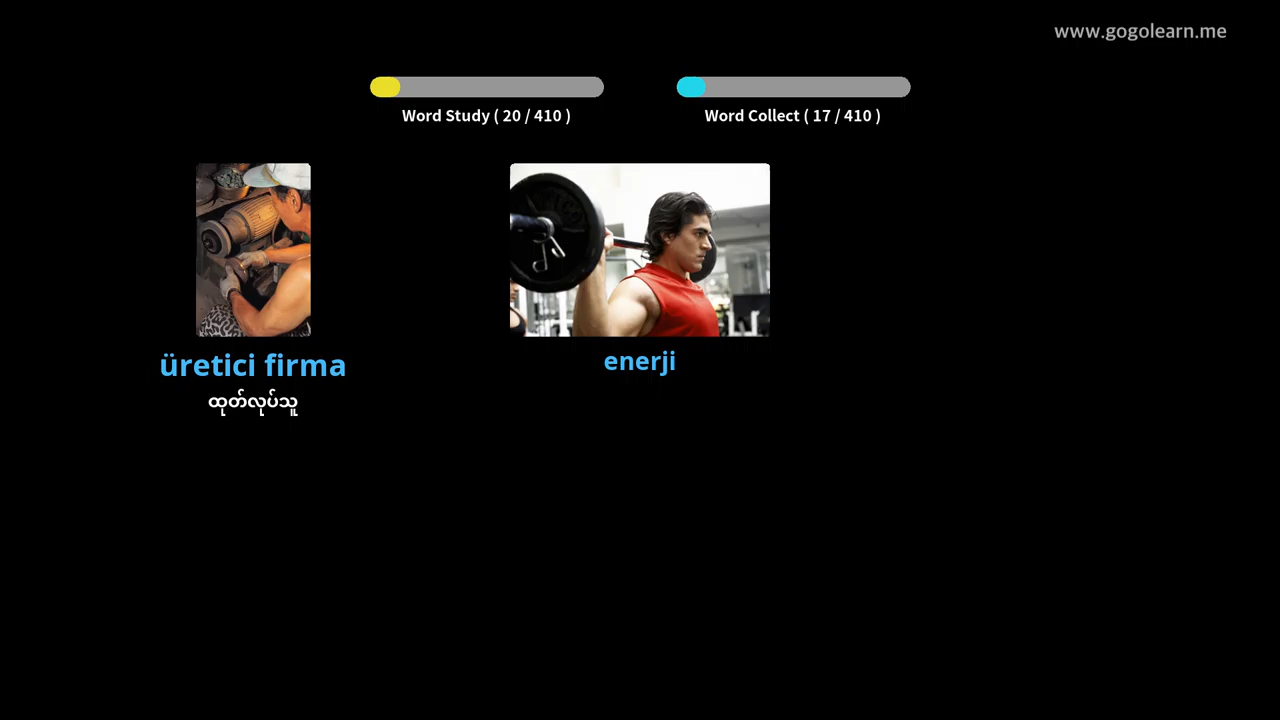 www.gogolearn.me
Word Study ( 20 / 410 )
Word Collect ( 17 / 410 )
üretici firma
ထုတ်လုပ်သူ
enerji